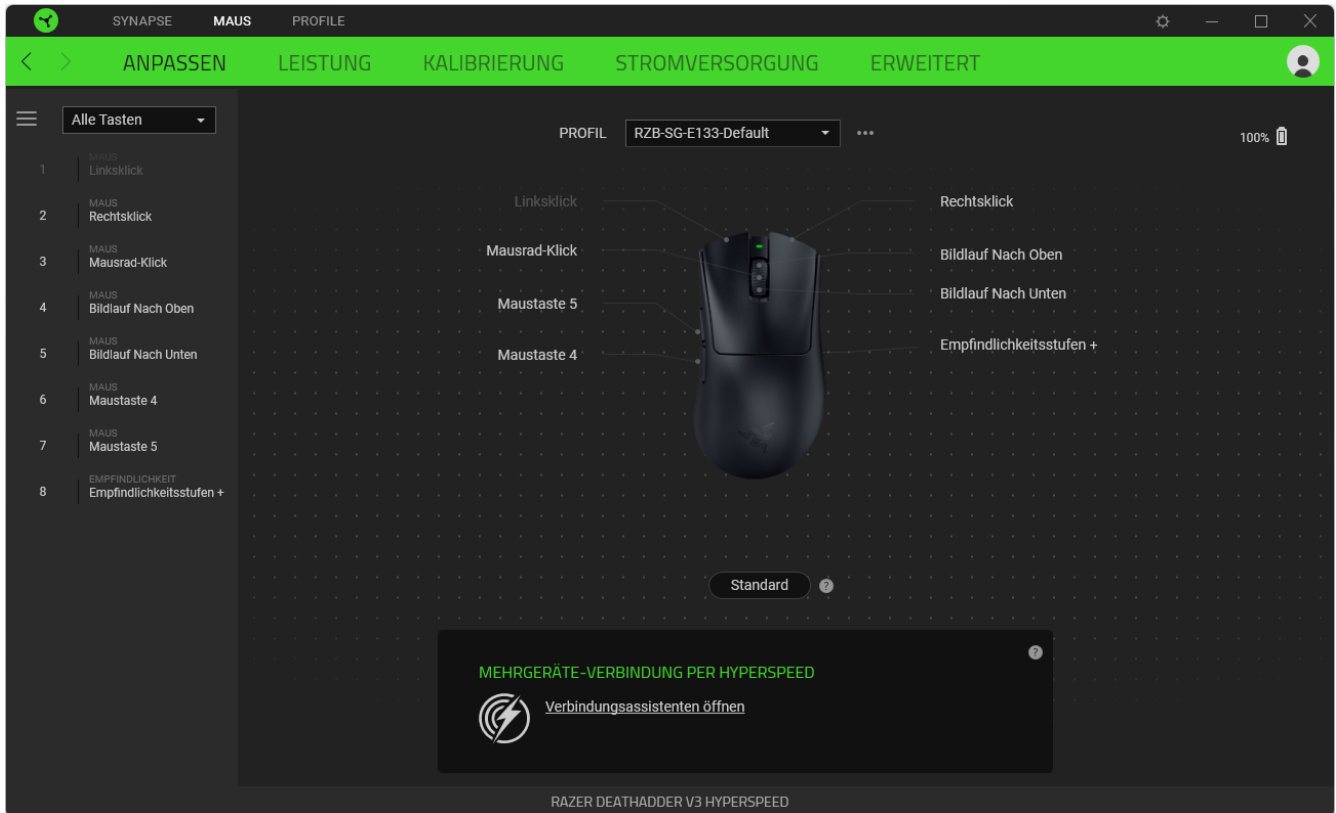 SYNAPSE MAUS PROFILE
ANPASSEN LEISTUNG KALIBRIERUNG STROMVERSORGUNG ERWEITERT
Alle Tasten
PROFIL RZB-SG-E133-Default
100%
1 MAUS
Linksklick
2 MAUS
Rechtsklick
3 MAUS
Mausrad-Klick
4 MAUS
Bildlauf Nach Oben
5 MAUS
Bildlauf Nach Unten
6 MAUS
Maustaste 4
7 MAUS
Maustaste 5
8 EMPFINDLICHKEIT
Empfindlichkeitsstufen +
Linksklick
Mausrad-Klick
Maustaste 5
Maustaste 4
Rechtsklick
Bildlauf Nach Oben
Bildlauf Nach Unten
Empfindlichkeitsstufen +
Standard ?
MEHRGERÄTE-VERBINDUNG PER HYPERSPEED ?
Verbindungsassistenten öffnen
RAZER DEATHADDER V3 HYPERSPEED